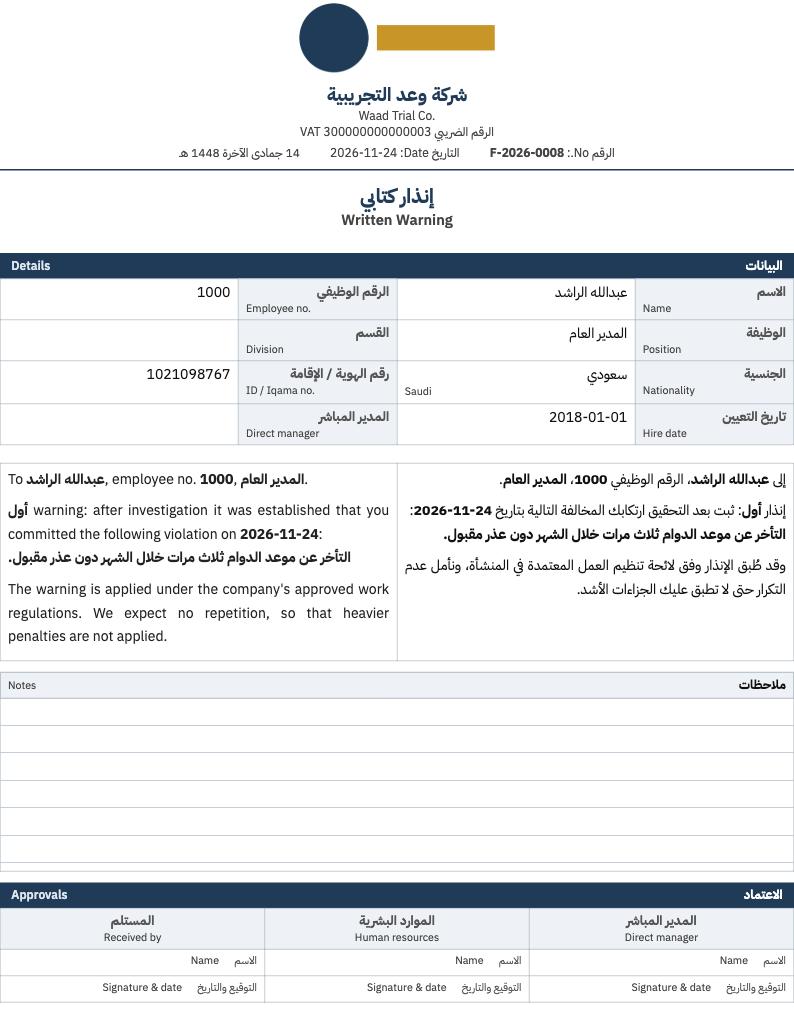 شركة وعد التجريبية
Waad Trial Co.
الرقم الضريبي VAT 300000000000003
الرقم No.: F-2026-0008 التاريخ Date: 2026-11-24 14 جمادى الآخرة 1448 هـ
إنذار كتابي
Written Warning
البيانات Details
الاسم Name عبدالله الراشد الرقم الوظيفي Employee no. 1000
الوظيفة Position المدير العام القسم Division
الجنسية Nationality سعودي Saudi رقم الهوية / الإقامة ID / Iqama no. 1021098767
تاريخ التعيين Hire date 2018-01-01 المدير المباشر Direct manager
إلى عبدالله الراشد، الرقم الوظيفي 1000، المدير العام.
إنذار أول: ثبت بعد التحقيق ارتكابك المخالفة التالية بتاريخ 2026-11-24:
التأخر عن موعد الدوام ثلاث مرات خلال الشهر دون عذر مقبول.
وقد طُبق الإنذار وفق لائحة تنظيم العمل المعتمدة في المنشأة، ونأمل عدم
التكرار حتى لا تطبق عليك الجزاءات الأشد.
To عبدالله الراشد, employee no. 1000, المدير العام.
أول warning: after investigation it was established that you
committed the following violation on 2026-11-24:
التأخر عن موعد الدوام ثلاث مرات خلال الشهر دون عذر مقبول.
The warning is applied under the company's approved work
regulations. We expect no repetition, so that heavier
penalties are not applied.
ملاحظات Notes
الاعتماد Approvals
المدير المباشر الموارد البشرية المستلم
Direct manager Human resources Received by
الاسم Name الاسم Name الاسم Name
التوقيع والتاريخ Signature & date التوقيع والتاريخ Signature & date التوقيع والتاريخ Signature & date